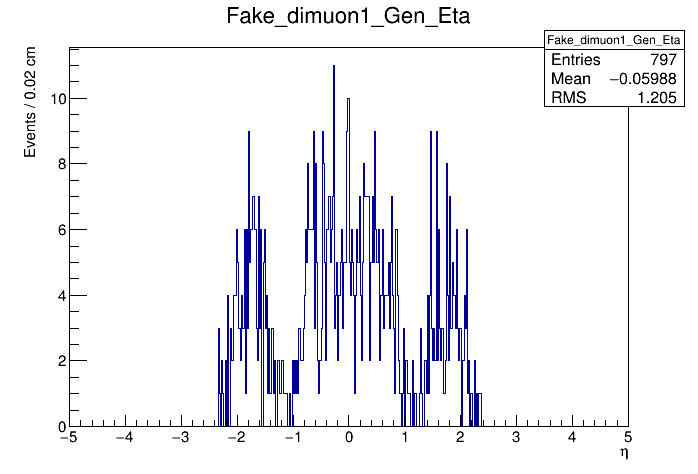 Fake_dimuon1_Gen_Eta
Fake_dimuon1_Gen_Eta
Entries 797
Mean −0.05988
RMS 1.205
Events / 0.02 cm
10
8
6
4
2
0
−5 −4 −3 −2 −1 0 1 2 3 4 5
η